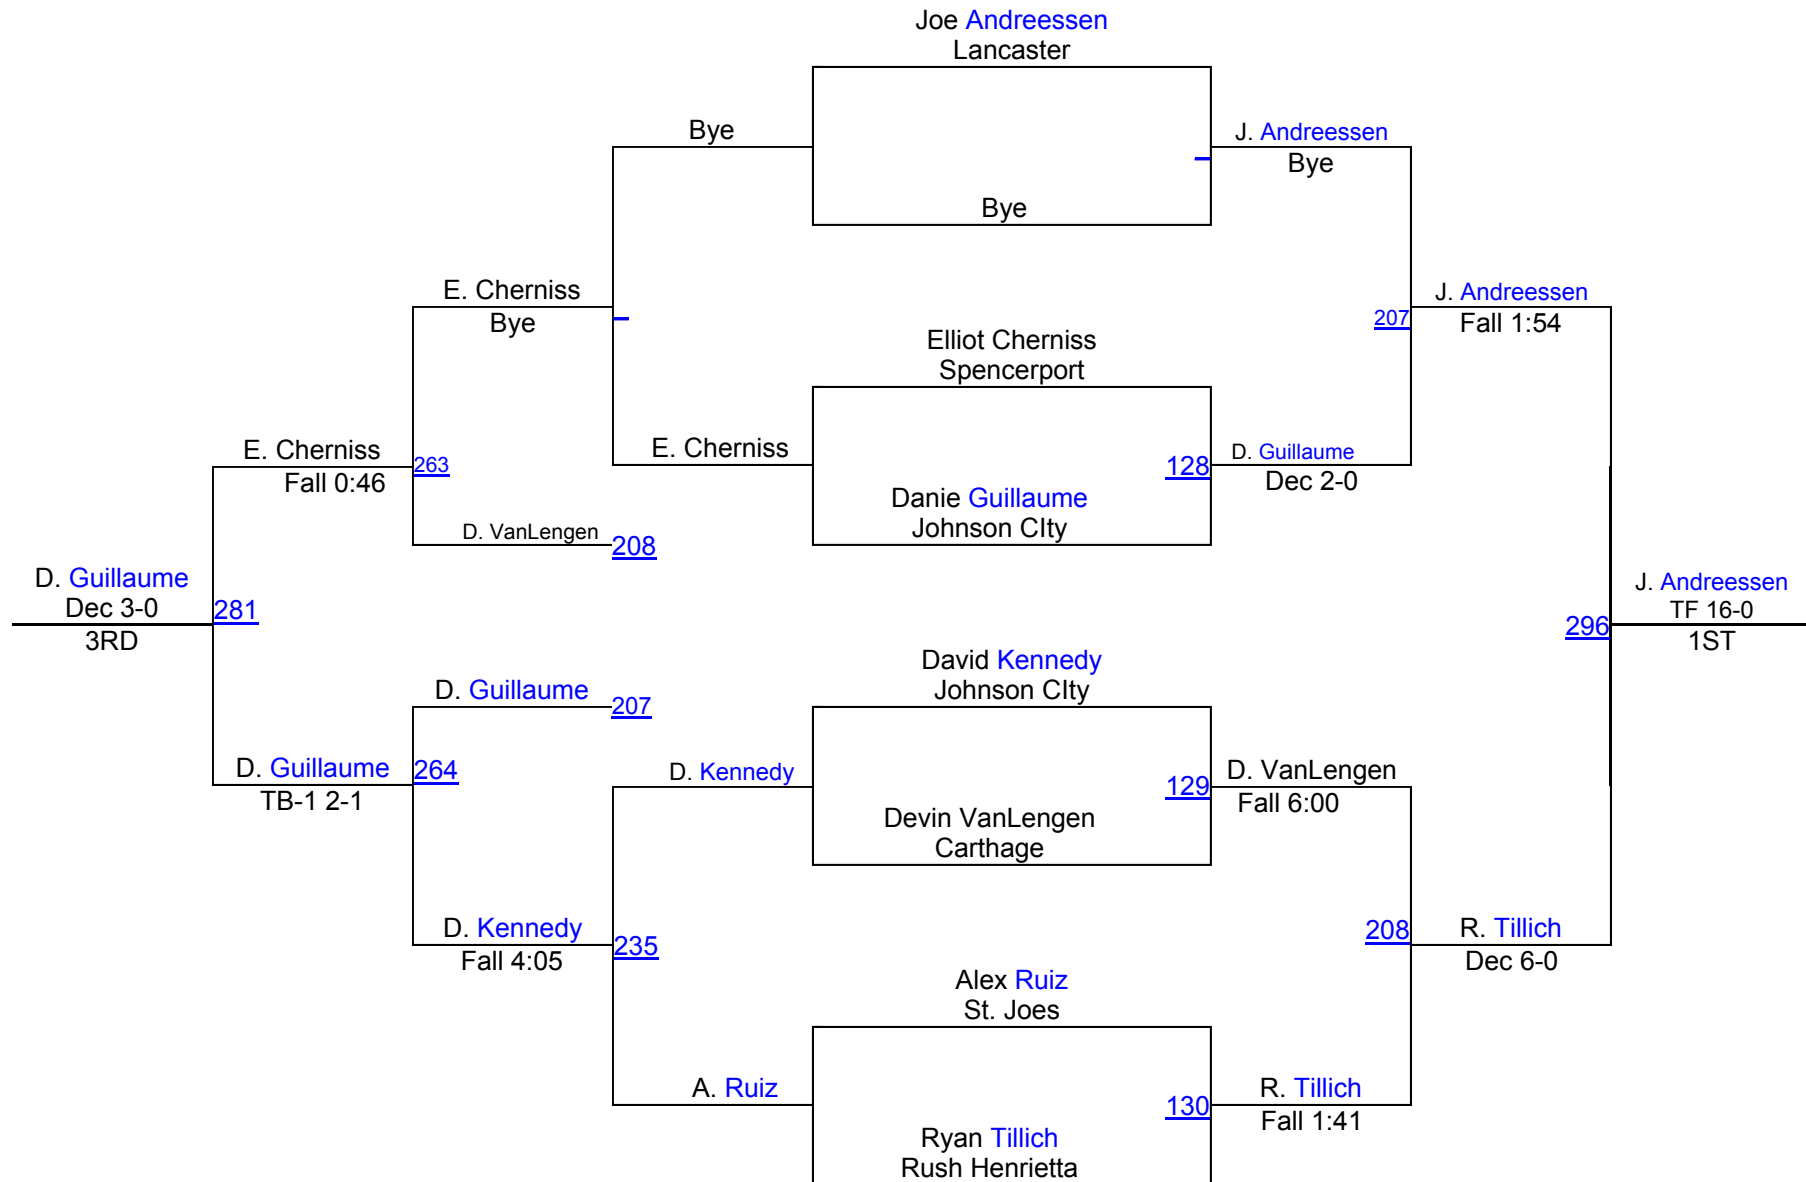 Joe Andreessen
Lancaster
Bye
J. Andreessen
Bye
Bye
E. Cherniss
Bye
J. Andreessen
207
Fall 1:54
Elliot Cherniss
Spencerport
E. Cherniss
263
Fall 0:46
E. Cherniss
128
D. Guillaume
Dec 2-0
Danie Guillaume
Johnson CIty
D. VanLengen
208
D. Guillaume
Dec 3-0
281
3RD
J. Andreessen
TF 16-0
296
1ST
David Kennedy
Johnson CIty
D. Guillaume
207
D. Guillaume
264
TB-1 2-1
D. Kennedy
129
D. VanLengen
Fall 6:00
Devin VanLengen
Carthage
D. Kennedy
235
Fall 4:05
208
R. Tillich
Dec 6-0
Alex Ruiz
St. Joes
A. Ruiz
130
R. Tillich
Fall 1:41
Ryan Tillich
Rush Henrietta